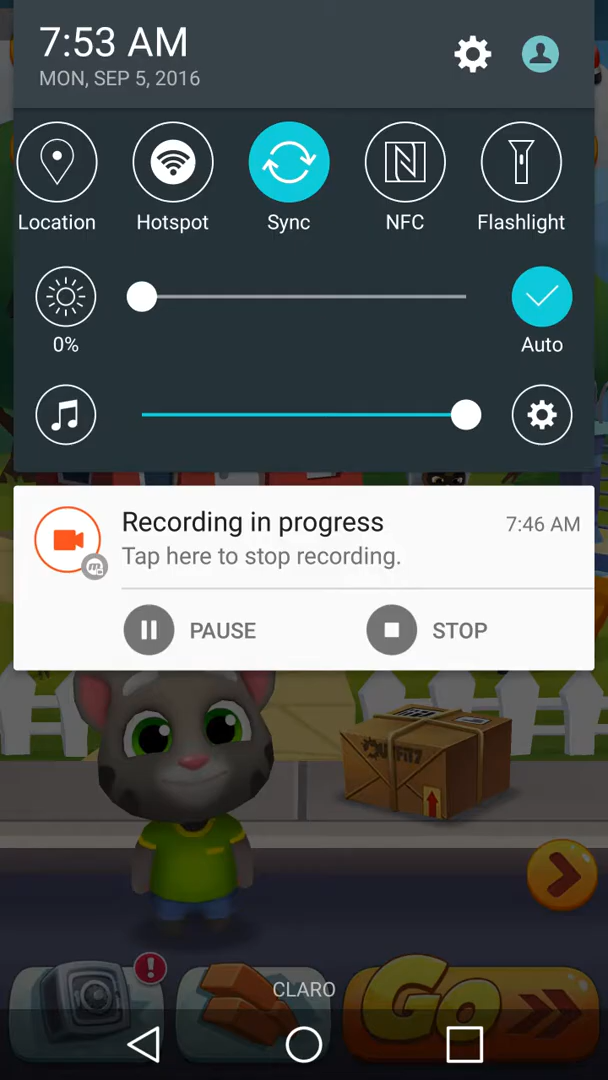 7:53 AM
MON, SEP 5, 2016
Location Hotspot Sync NFC Flashlight
0% Auto
Recording in progress 7:46 AM
Tap here to stop recording.
PAUSE STOP
Go
CLARO